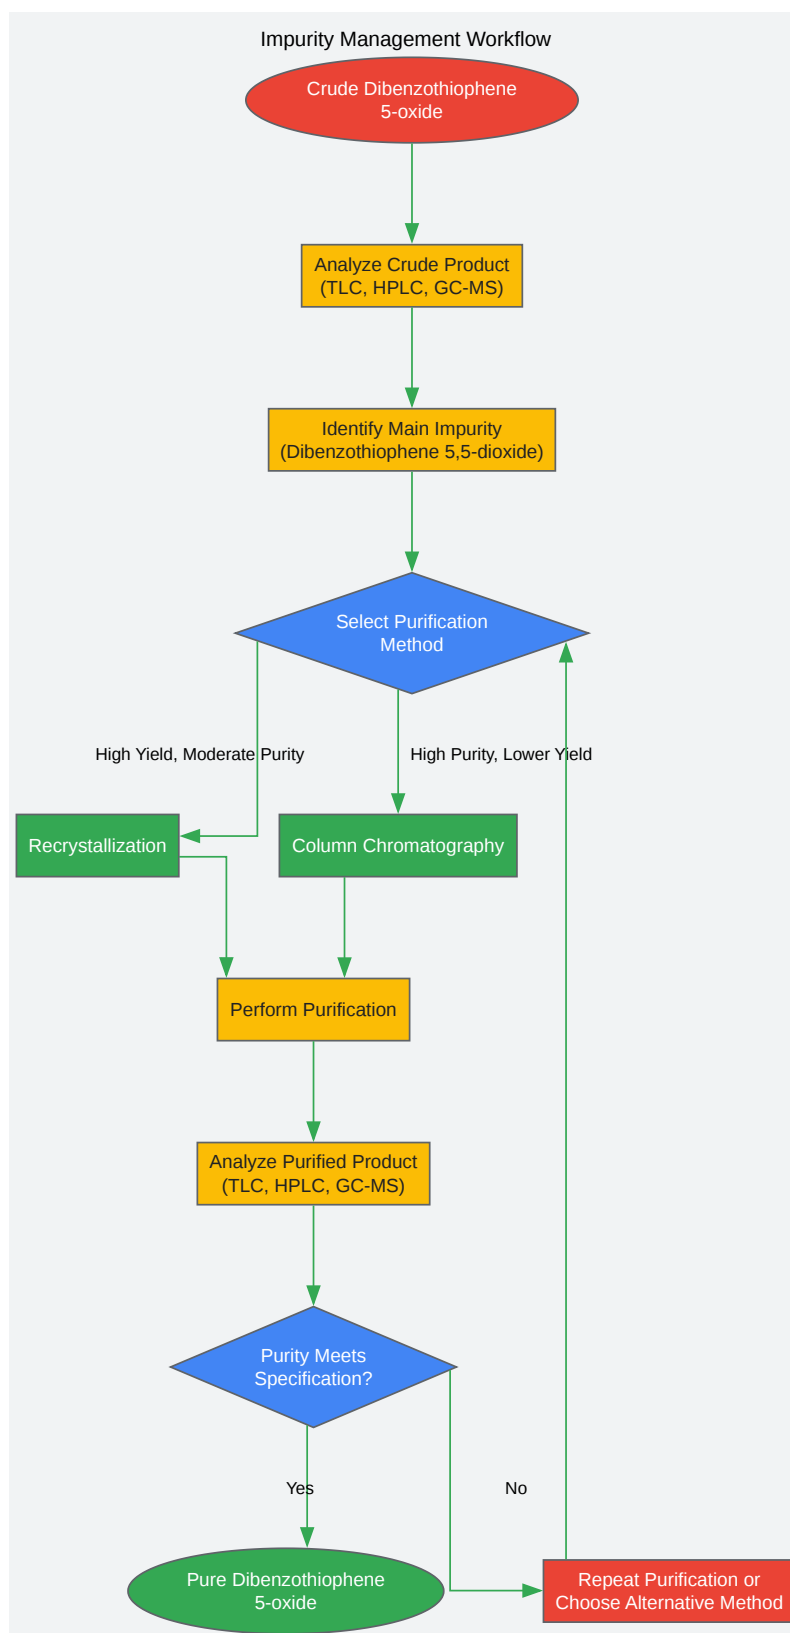 Impurity Management Workflow
Crude Dibenzothiophene
5-oxide
Analyze Crude Product
(TLC, HPLC, GC-MS)
Identify Main Impurity
(Dibenzothiophene 5,5-dioxide)
Select Purification
Method
High Yield, Moderate Purity
High Purity, Lower Yield
Recrystallization
Column Chromatography
Perform Purification
Analyze Purified Product
(TLC, HPLC, GC-MS)
Purity Meets
Specification?
Yes
No
Pure Dibenzothiophene
5-oxide
Repeat Purification or
Choose Alternative Method